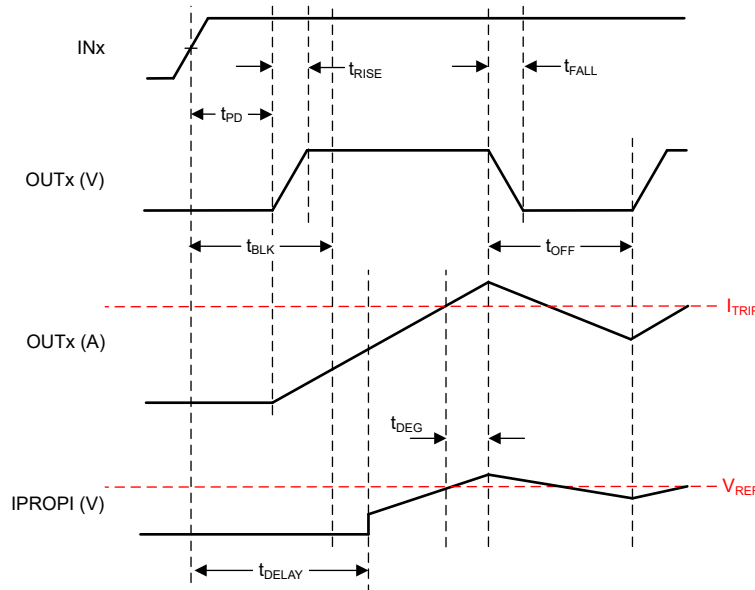 INx
tRISE
tFALL
tPD
OUTx (V)
tBLK
tOFF
ITRIP
OUTx (A)
tDEG
VREF
IPROPI (V)
tDELAY